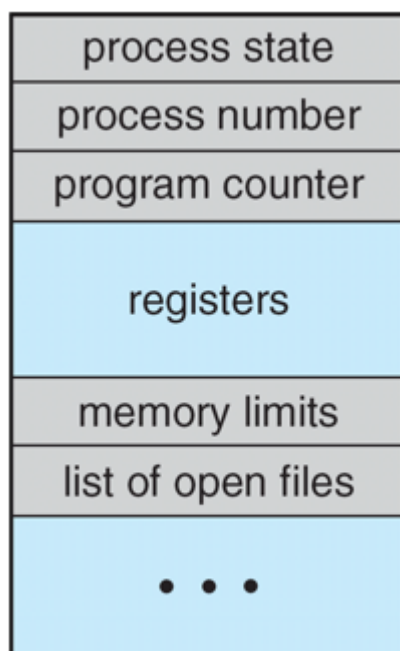 process state
process number
program counter
registers
memory limits
list of open files
• • •